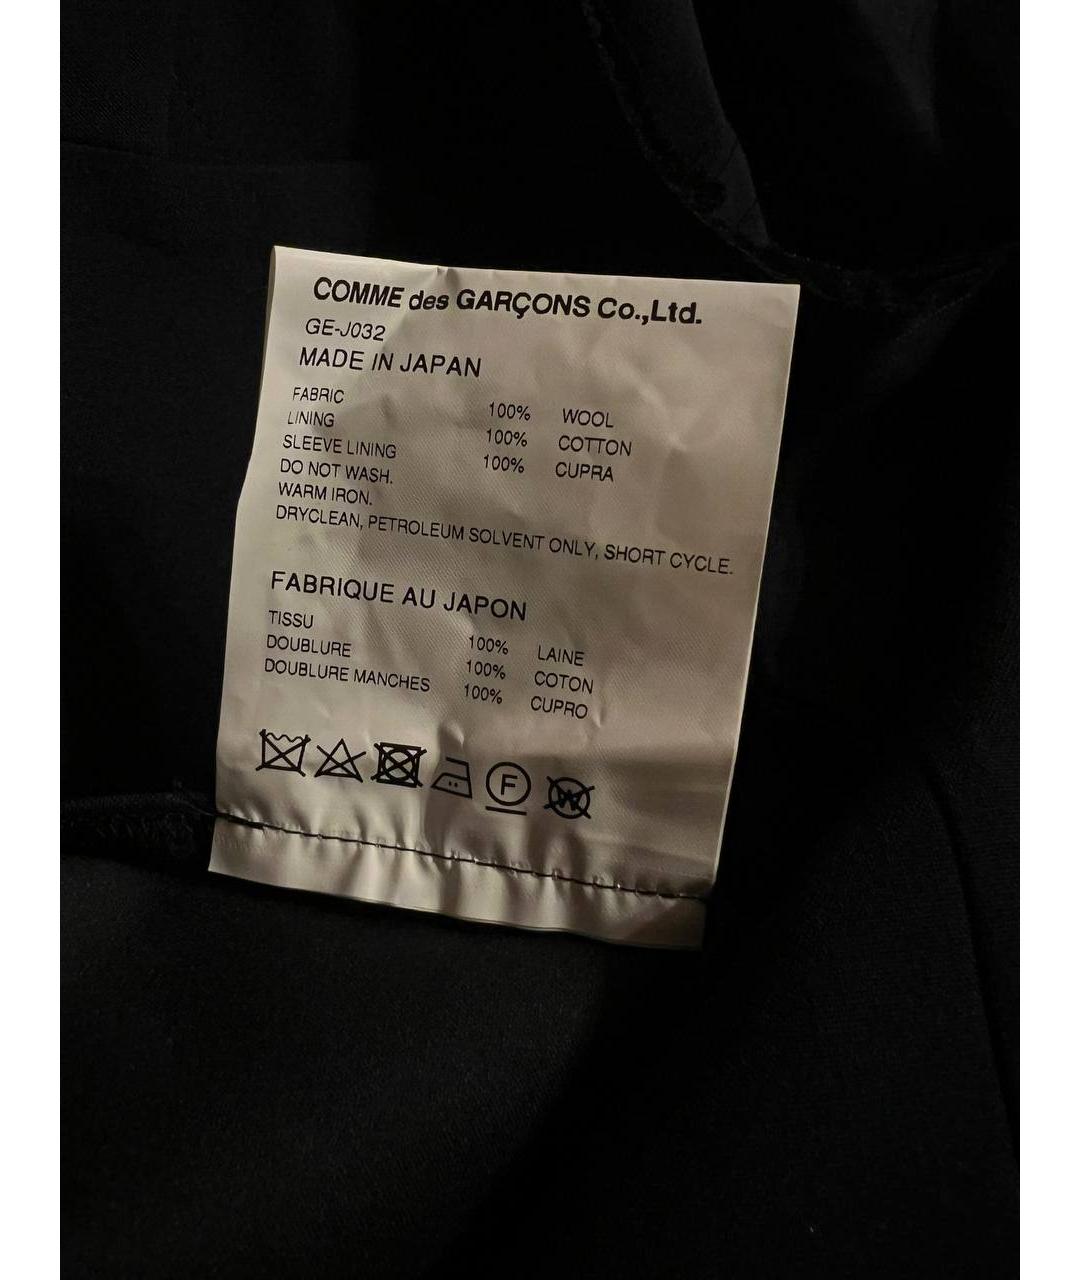 COMME des GARÇONS Co.,Ltd.
GE-J032
MADE IN JAPAN
FABRIC 100% WOOL
LINING 100% COTTON
SLEEVE LINING 100% CUPRA
DO NOT WASH.
WARM IRON.
DRYCLEAN, PETROLEUM SOLVENT ONLY, SHORT CYCLE.
FABRIQUE AU JAPON
TISSU 100% LAINE
DOUBLURE 100% COTON
DOUBLURE MANCHES 100% CUPRO
F W